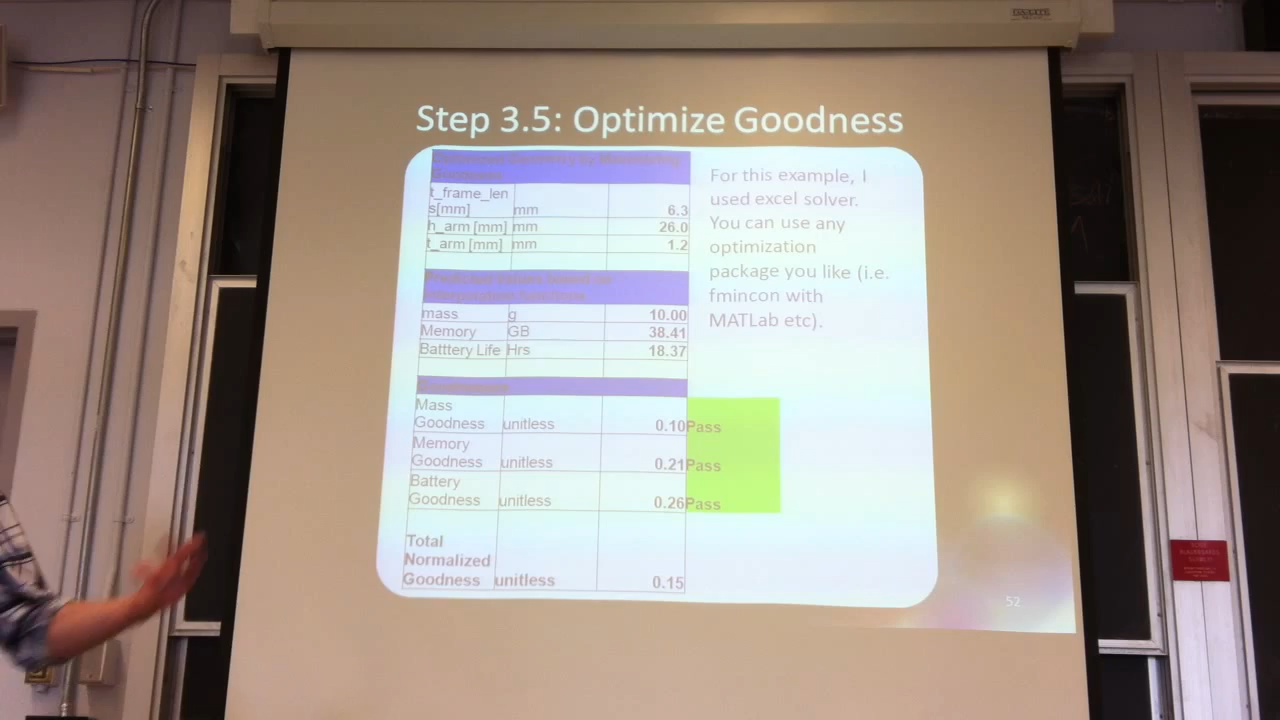 Step 3.5: Optimize Goodness
t_frame_len
s[mm] mm 6.3
h_arm [mm] mm 26.0
t_arm [mm] mm 1.2
mass g 10.00
Memory GB 38.41
Batttery Life Hrs 18.37
Mass
Goodness unitless 0.10 Pass
Memory
Goodness unitless 0.21 Pass
Battery
Goodness unitless 0.26 Pass
Total
Normalized
Goodness unitless 0.15
For this example, I
used excel solver.
You can use any
optimization
package you like (i.e.
fmincon with
MATLab etc).
52